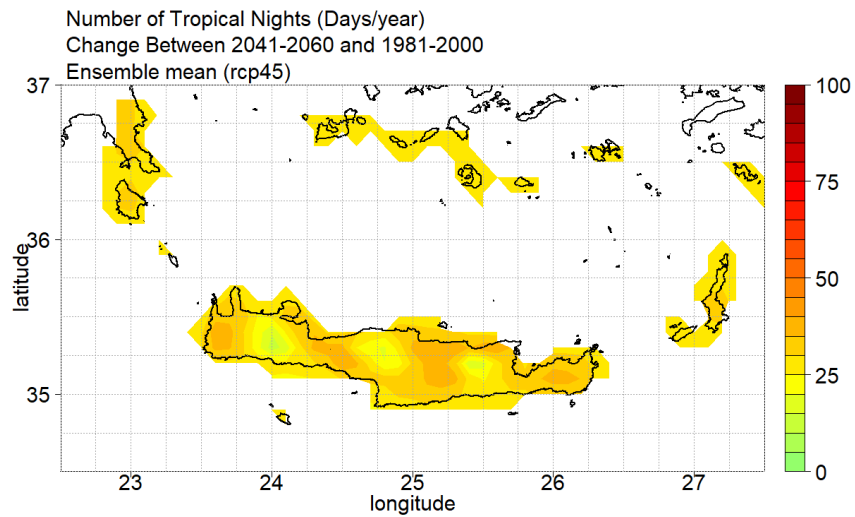 Number of Tropical Nights (Days/year)
Change Between 2041-2060 and 1981-2000
Ensemble mean (rcp45)
37
36
35
latitude
23
24
25
26
27
longitude
100
75
50
25
0